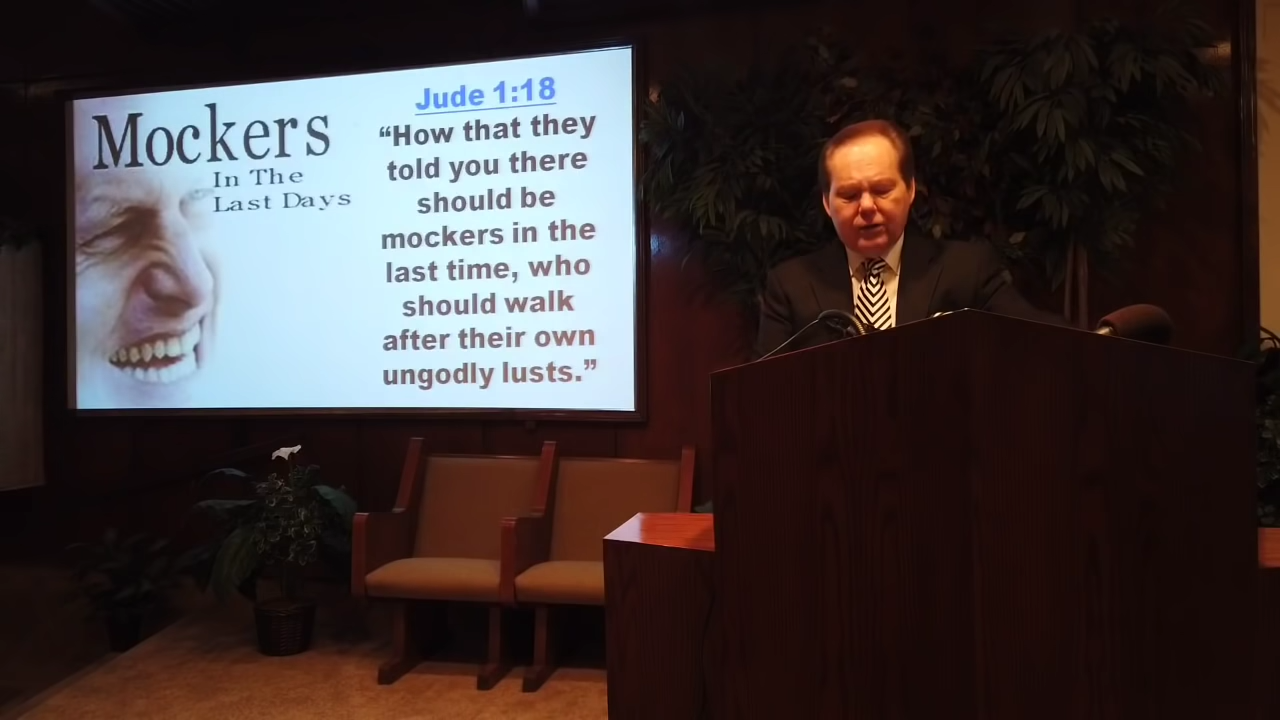 Mockers
In The
Last Days
Jude 1:18
“How that they
told you there
should be
mockers in the
last time, who
should walk
after their own
ungodly lusts.”